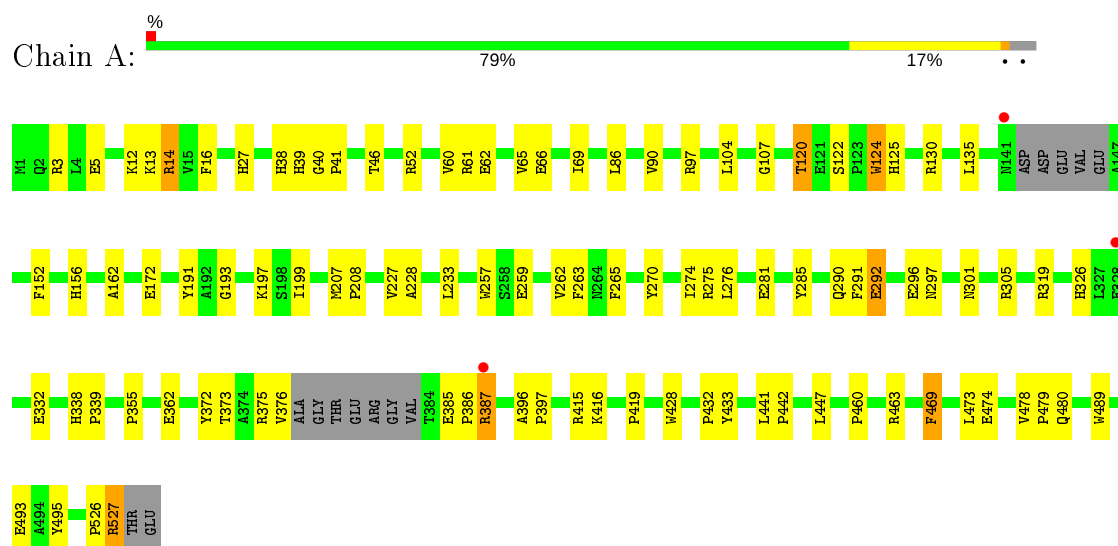 %
Chain A:
79% 17% • •
M1 Q2 R3 L4 E5 K12 K13 R14 V15 F16 H27 H38 H39 G40 P41 T46 R52 V60 R61 E62 V65 E66 I69 L86 V90 R97 L104 G107 T120 E121 S122 P123 W124 H125 R130 L135 N141 ASP ASP GLU VAL GLU A147
F152 H156 A162 E172 Y191 A192 G193 K197 S198 I199 M207 P208 V227 A228 L233 W257 S258 E259 V262 F263 N264 F265 Y270 I274 R275 L276 E281 Y285 Q290 F291 E292 E296 N297 N301 R305 R319 H326 L327 E328
E332 H338 P339 P355 E362 Y372 T373 A374 R375 V376 ALA GLY THR GLU ARG GLY VAL T384 E385 P386 R387 A396 P397 R415 K416 P419 W428 P432 Y433 L441 P442 L447 P460 R463 F469 L473 E474 V478 P479 Q480 W489
E493 A494 Y495 P526 R527 THR GLU